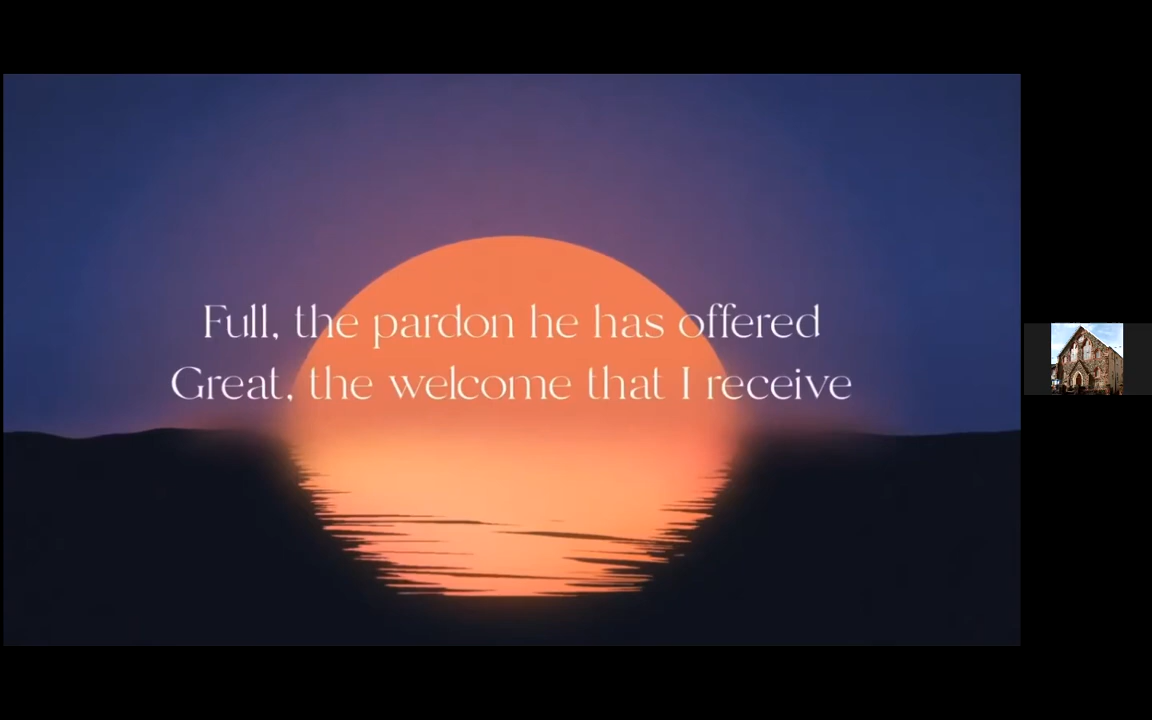 Full, the pardon he has offered
Great, the welcome that I receive